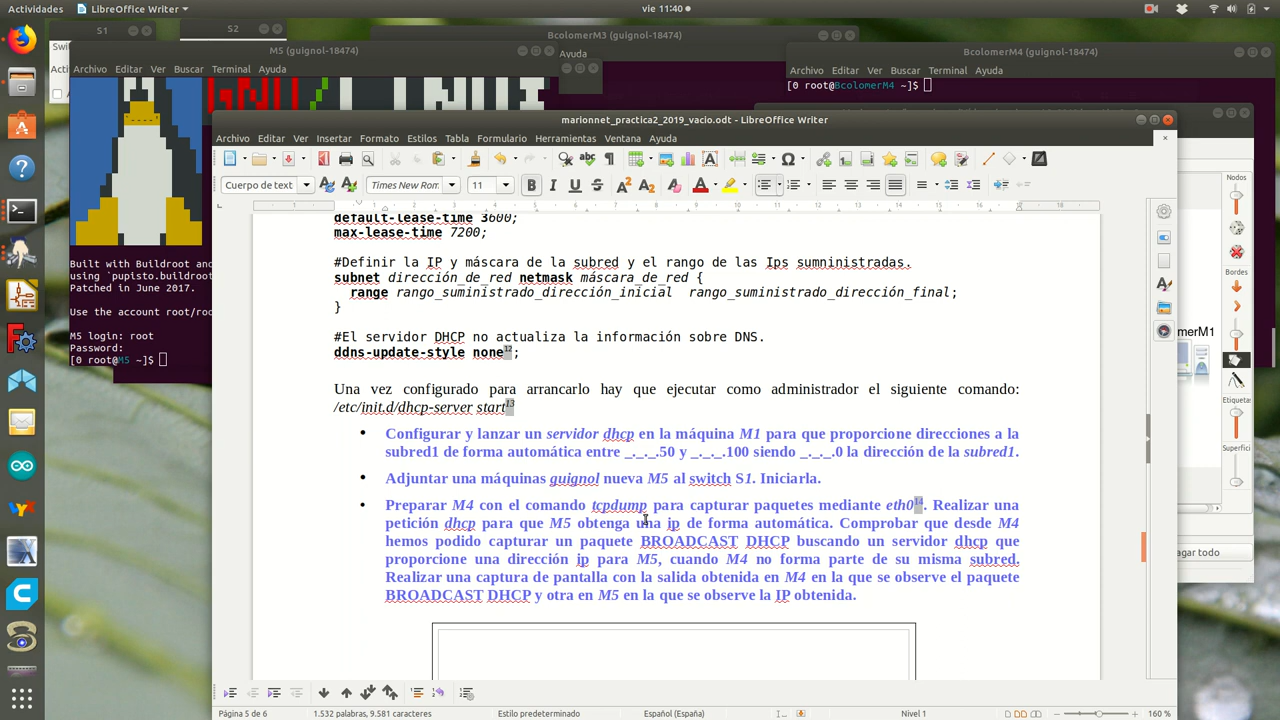 Actividades
LibreOffice Writer
vie 11:40
S1
S2
BcolomerM3 (guignol-18474)
M5 (guignol-18474)
BcolomerM4 (guignol-18474)
Ayuda
Archivo Editar Ver Buscar Terminal Ayuda
Archivo Editar Ver Buscar Terminal Ayuda
[0 root@BcolomerM4 ~]$
marionnet_practica2_2019_vacio.odt - LibreOffice Writer
Archivo Editar Ver Insertar Formato Estilos Tabla Formulario Herramientas Ventana Ayuda
Cuerpo de text
Times New Rom
11
Nodos
Bordes
Etiquetas
Superfici
default-lease-time 3600;
max-lease-time 7200;
#Definir la IP y máscara de la subred y el rango de las Ips sumninistradas.
subnet dirección_de_red netmask máscara_de_red {
range rango_suministrado_dirección_inicial rango_suministrado_dirección_final;
}
#El servidor DHCP no actualiza la información sobre DNS.
ddns-update-style none12;
Una vez configurado para arrancarlo hay que ejecutar como administrador el siguiente comando:
/etc/init.d/dhcp-server start13
• Configurar y lanzar un servidor dhcp en la máquina M1 para que proporcione direcciones a la
subred1 de forma automática entre _._._.50 y _._._.100 siendo _._._.0 la dirección de la subred1.
• Adjuntar una máquinas guignol nueva M5 al switch S1. Iniciarla.
• Preparar M4 con el comando tcpdump para capturar paquetes mediante eth014. Realizar una
petición dhcp para que M5 obtenga una ip de forma automática. Comprobar que desde M4
hemos podido capturar un paquete BROADCAST DHCP buscando un servidor dhcp que
proporcione una dirección ip para M5, cuando M4 no forma parte de su misma subred.
Realizar una captura de pantalla con la salida obtenida en M4 en la que se observe el paquete
BROADCAST DHCP y otra en M5 en la que se observe la IP obtenida.
Built with Buildroot and
using `pupisto.buildroot
Patched in June 2017.
Use the account root/roo
M5 login: root
Password:
[0 root@M5 ~]$
merM1
agar todo
Página 5 de 6
1.532 palabras, 9.581 caracteres
Estilo predeterminado
Español (España)
Nivel 1
160 %